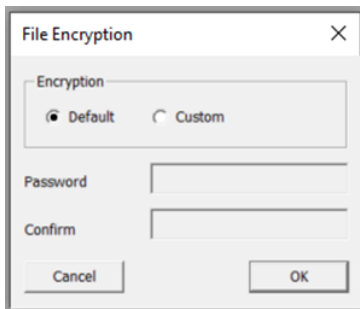 File Encryption
Encryption
Default
Custom
Password
Confirm
Cancel
OK